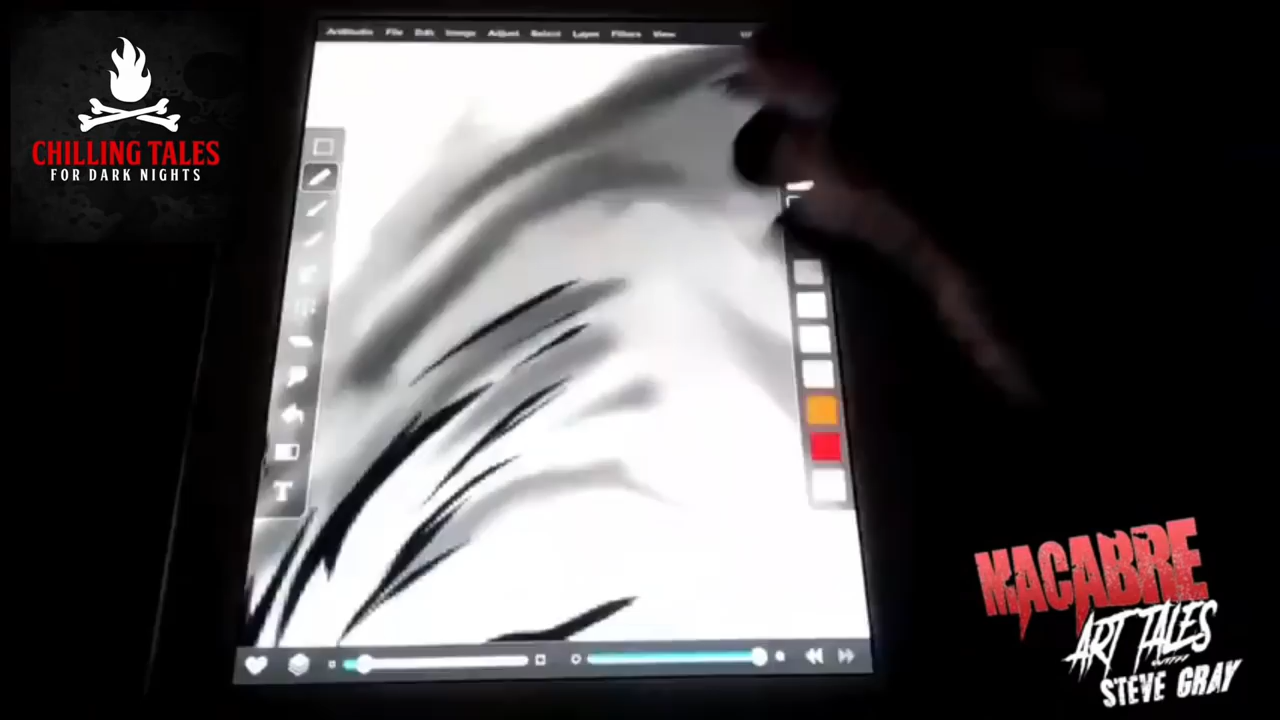 ArtStudio File Edit Image Adjust Select Layer Filters View
CHILLING TALES
FOR DARK NIGHTS
T
MACABRE
ART TALES
WITH
STEVE GRAY